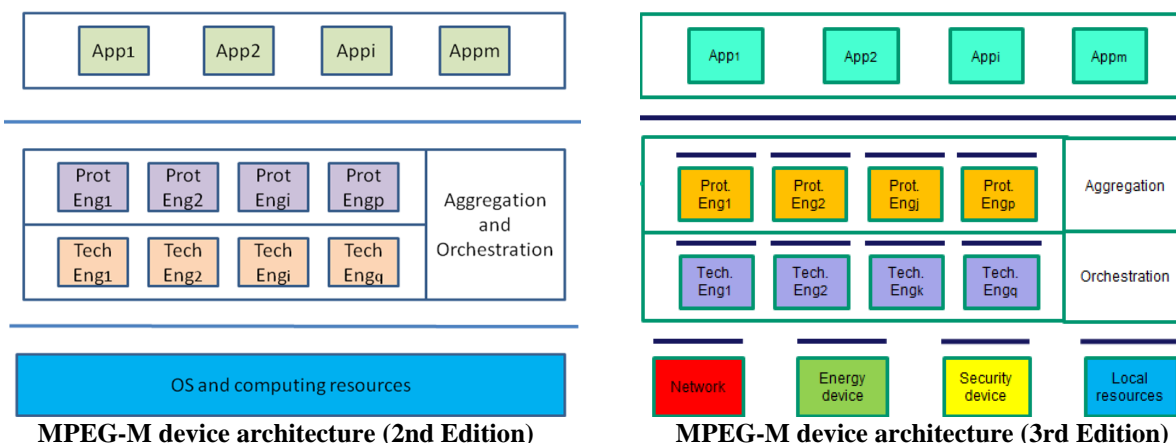 App1 App2 Appi Appm
Prot Eng1
Prot Eng2
Prot Engi
Prot Engp
Tech Eng1
Tech Eng2
Tech Engi
Tech Engq
Aggregation
and
Orchestration
OS and computing resources
MPEG-M device architecture (2nd Edition)
App1 App2 Appi Appm
Prot. Eng1
Prot. Eng2
Prot. Engj
Prot. Engp
Aggregation
Tech. Eng1
Tech. Eng2
Tech. Engk
Tech. Engq
Orchestration
Network
Energy
device
Security
device
Local
resources
MPEG-M device architecture (3rd Edition)